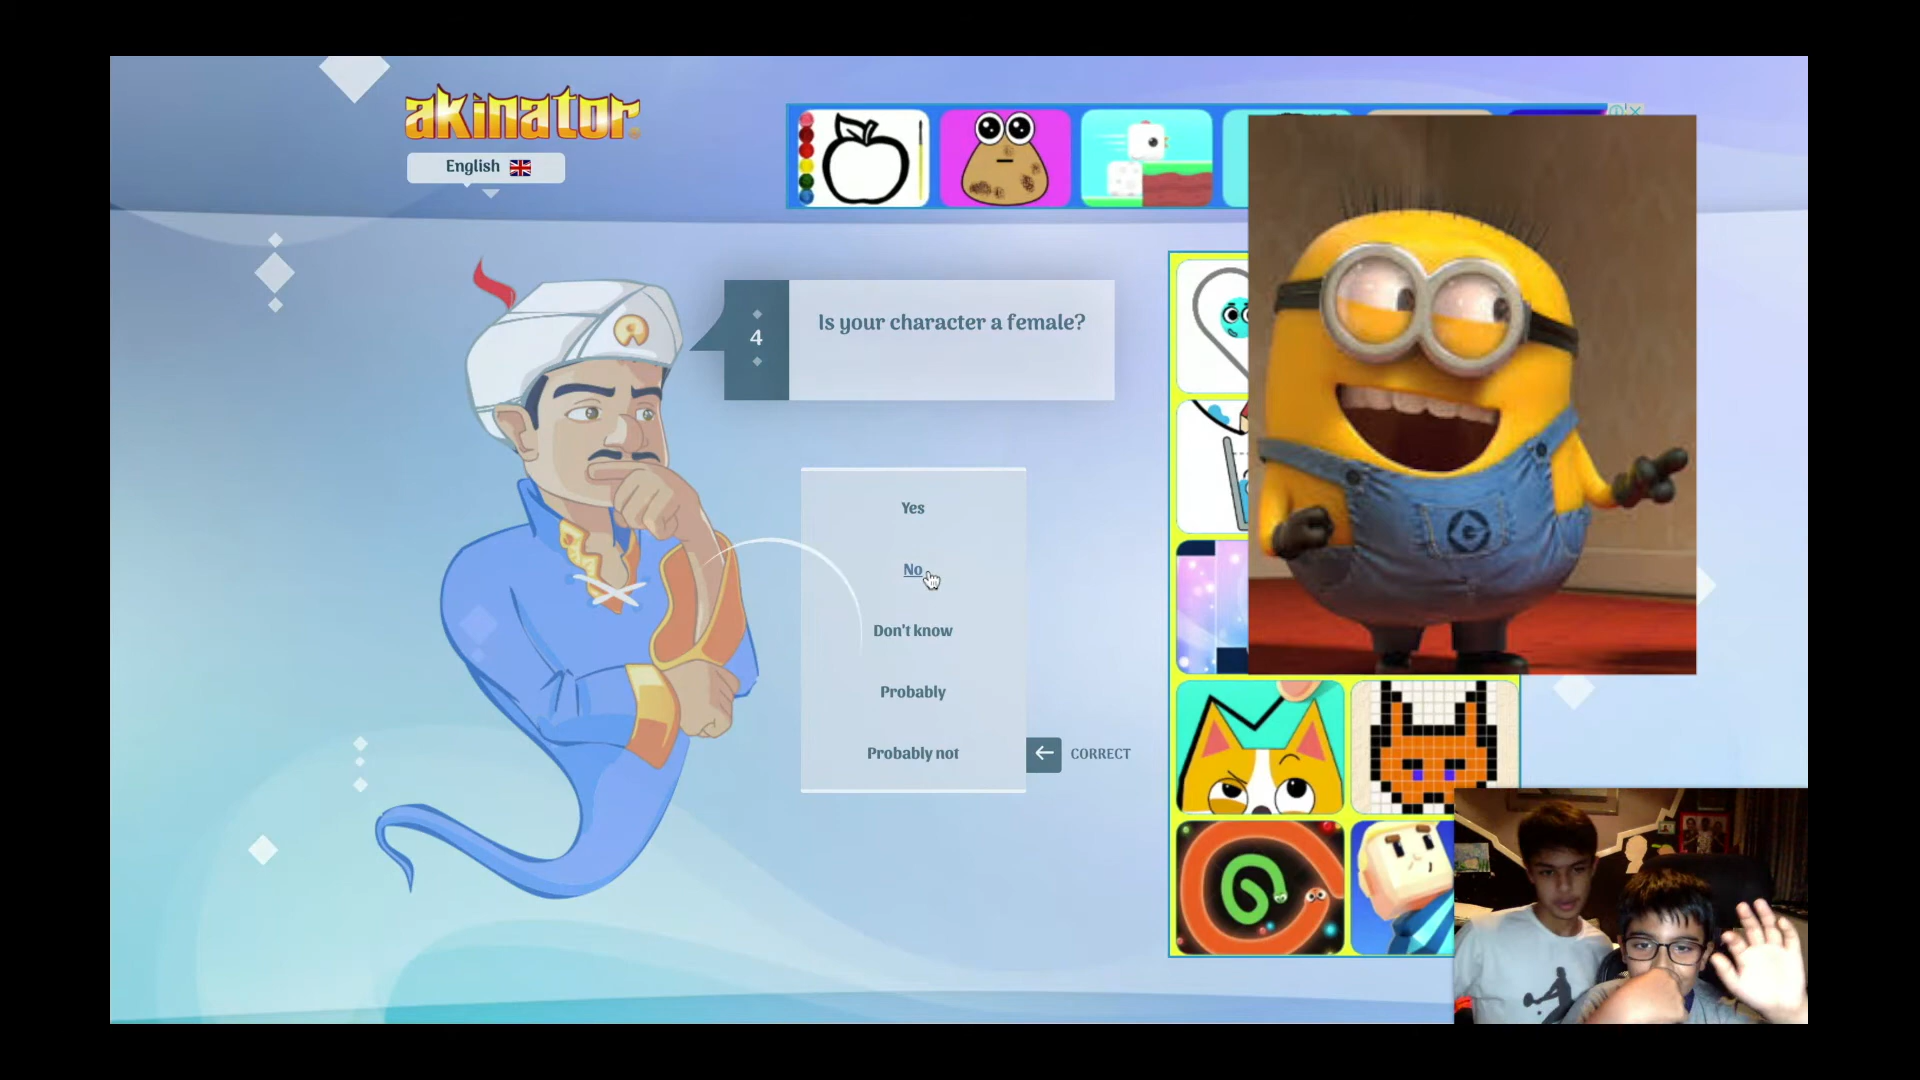 akinator
English
4
Is your character a female?
Yes
No
Don't know
Probably
Probably not
CORRECT